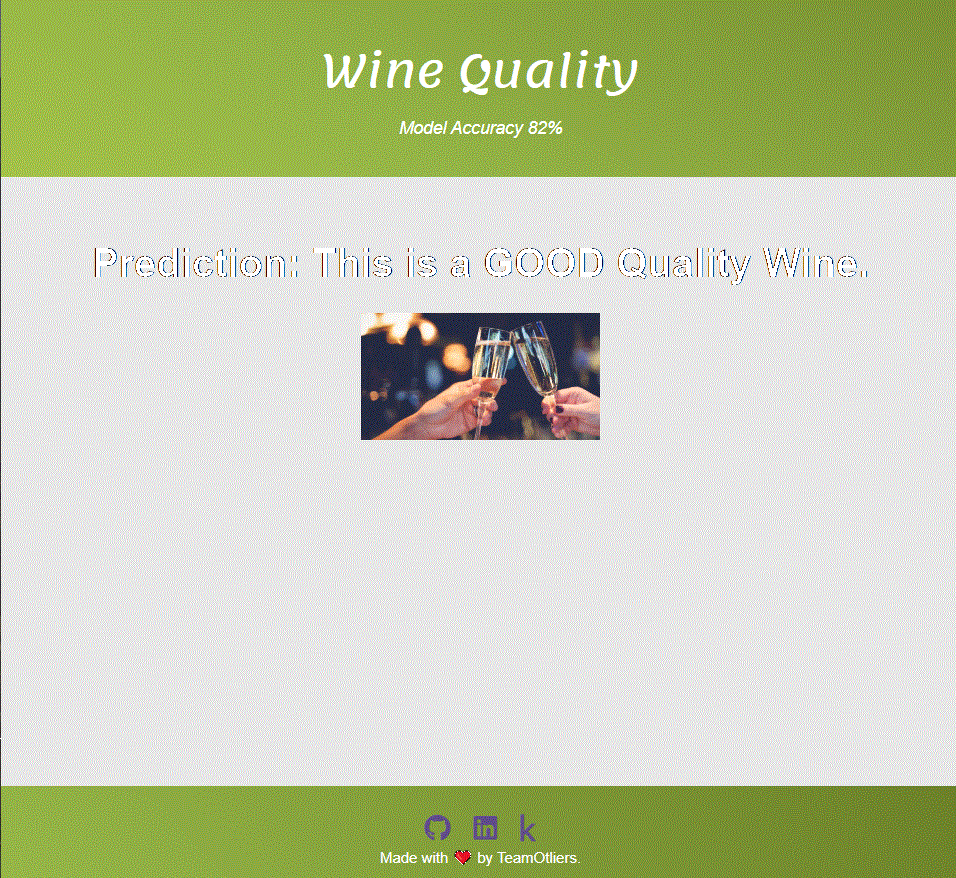 Wine Quality
Model Accuracy 82%
Prediction: This is a GOOD Quality Wine.
Made with ❤ by TeamOtliers.